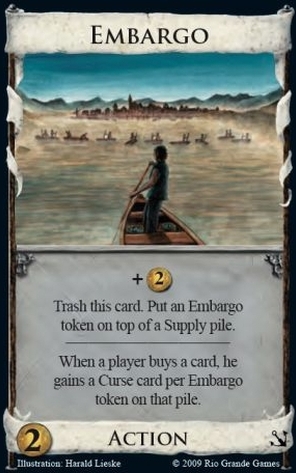 EMBARGO
+ 2
Trash this card. Put an Embargo
token on top of a Supply pile.
When a player buys a card, he
gains a Curse card per Embargo
token on that pile.
2
ACTION
Illustration: Harald Lieske
© 2009 Rio Grande Games